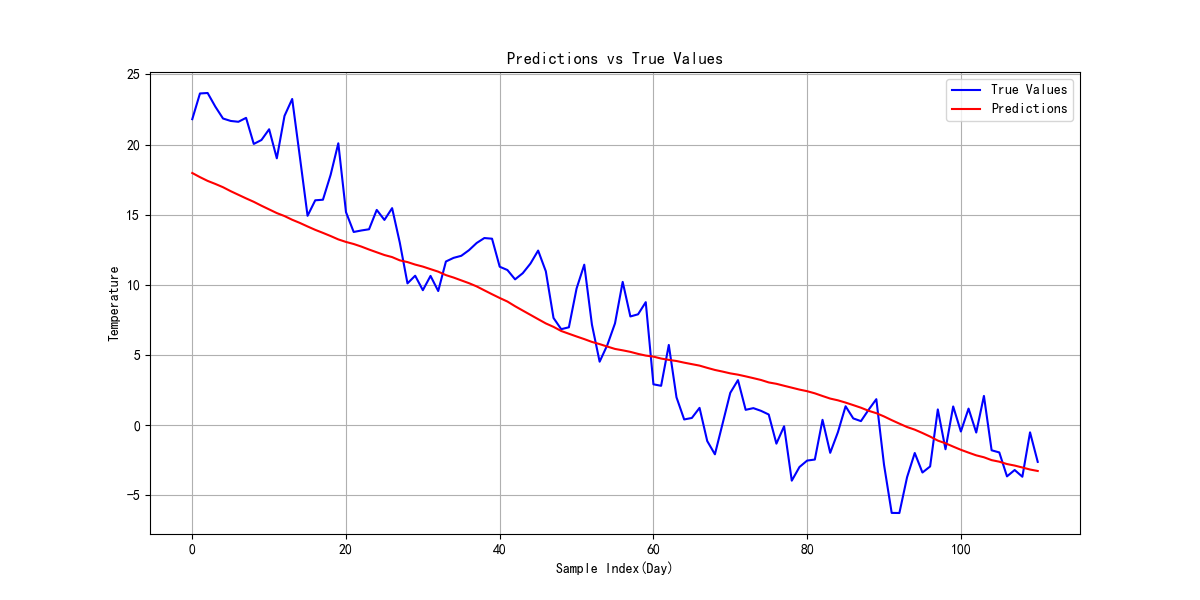 Predictions vs True Values
True Values
Predictions
Temperature
25
20
15
10
5
0
−5
0 20 40 60 80 100
Sample Index(Day)